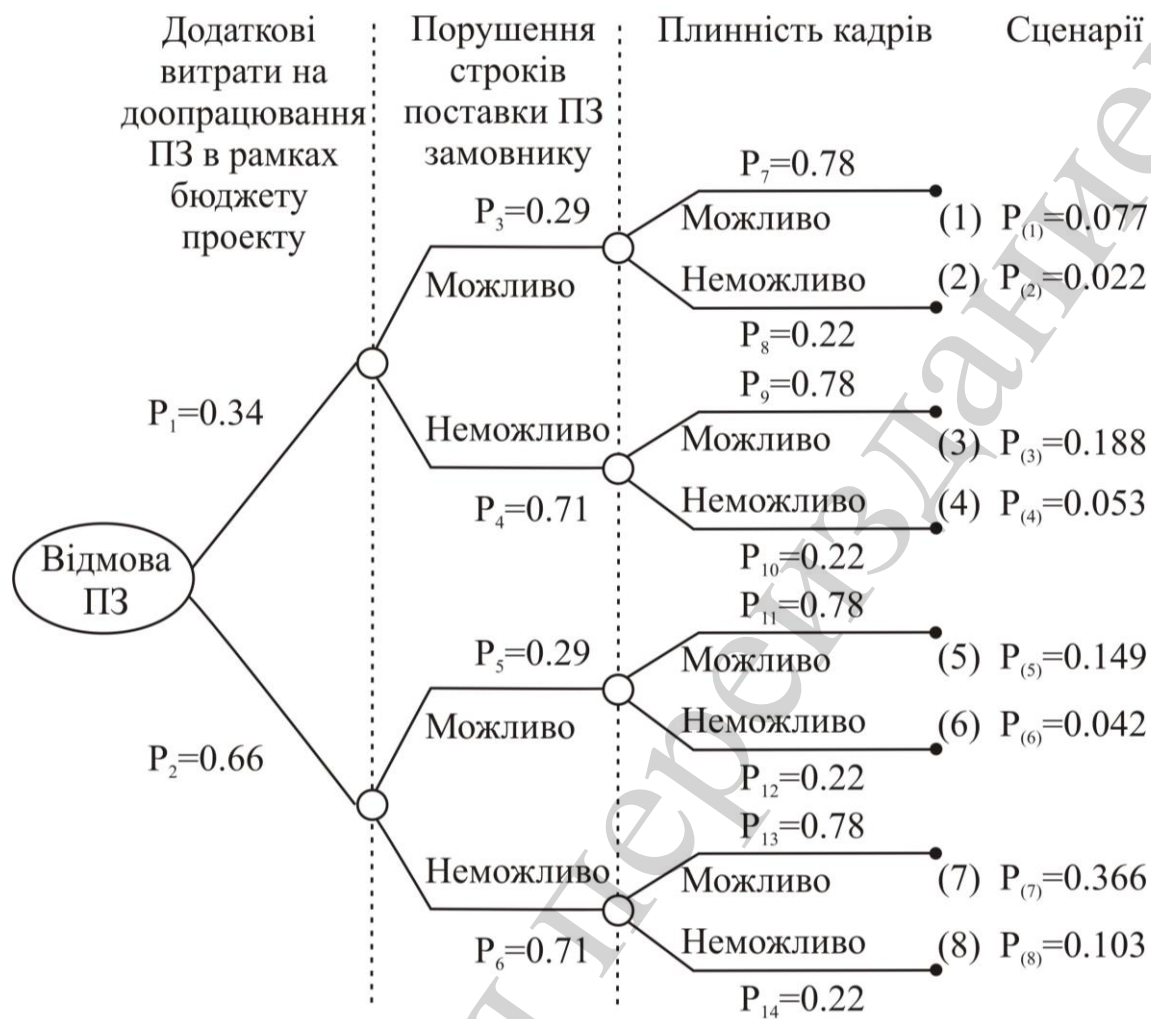 Додаткові
витрати на
доопрацювання
ПЗ в рамках
бюджету
проекту
Порушення
строків
поставки ПЗ
замовнику
Плинність кадрів
Сценарії
P₇=0.78
P₃=0.29
Можливо
(1) P₍₁₎=0.077
Можливо
Неможливо
(2) P₍₂₎=0.022
P₈=0.22
P₁=0.34
P₉=0.78
Неможливо
Можливо
(3) P₍₃₎=0.188
P₄=0.71
Неможливо
(4) P₍₄₎=0.053
P₁₀=0.22
Відмова
ПЗ
P₁₁=0.78
P₅=0.29
Можливо
(5) P₍₅₎=0.149
Можливо
Неможливо
(6) P₍₆₎=0.042
P₂=0.66
P₁₂=0.22
P₁₃=0.78
Неможливо
Можливо
(7) P₍₇₎=0.366
P₆=0.71
Неможливо
(8) P₍₈₎=0.103
P₁₄=0.22
переиздание